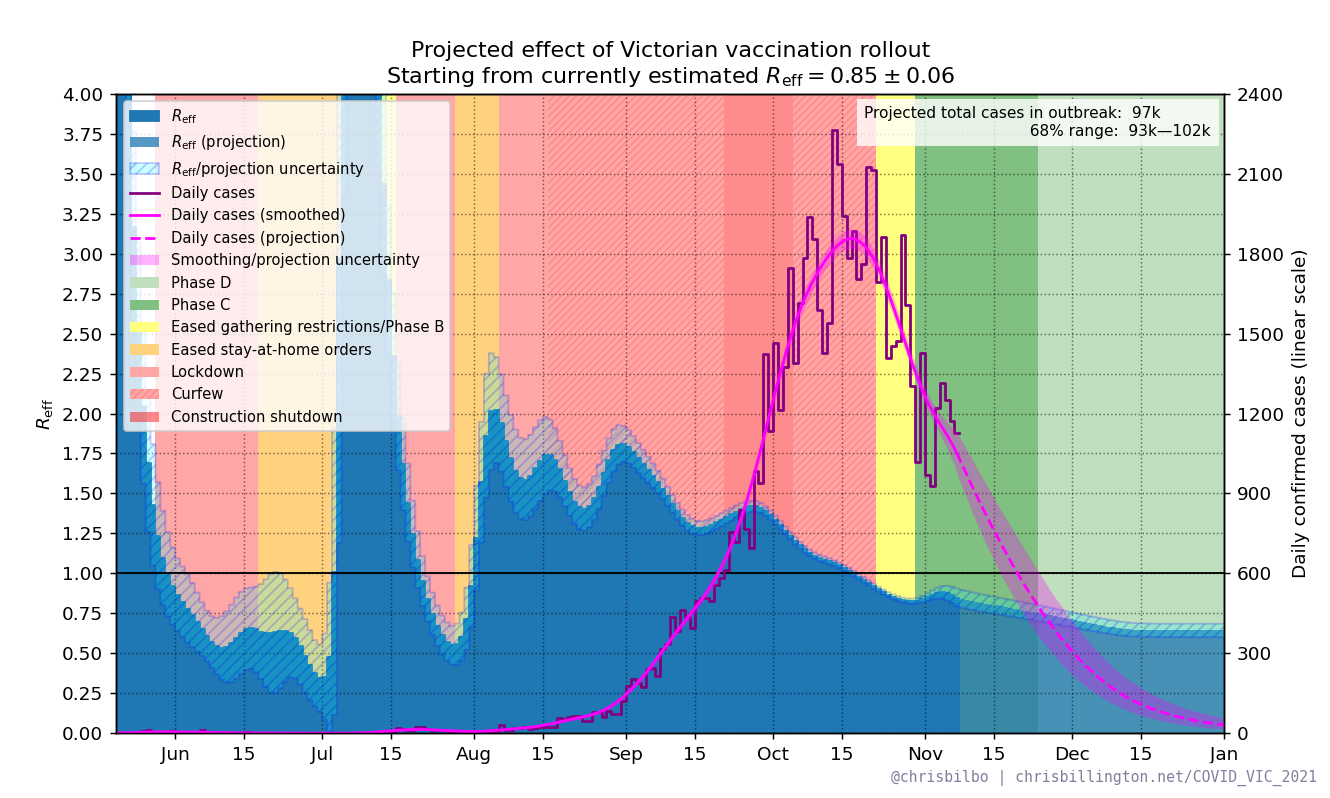 Projected effect of Victorian vaccination rollout
Starting from currently estimated Reff = 0.85 ± 0.06
Projected total cases in outbreak: 97k
68% range: 93k—102k
Reff
Reff (projection)
Reff/projection uncertainty
Daily cases
Daily cases (smoothed)
Daily cases (projection)
Smoothing/projection uncertainty
Phase D
Phase C
Eased gathering restrictions/Phase B
Eased stay-at-home orders
Lockdown
Curfew
Construction shutdown
Reff
4.00
3.75
3.50
3.25
3.00
2.75
2.50
2.25
2.00
1.75
1.50
1.25
1.00
0.75
0.50
0.25
0.00
2400
2100
1800
1500
1200
900
600
300
0
Daily confirmed cases (linear scale)
Jun 15 Jul 15 Aug 15 Sep 15 Oct 15 Nov 15 Dec 15 Jan
@chrisbilbo | chrisbillington.net/COVID_VIC_2021